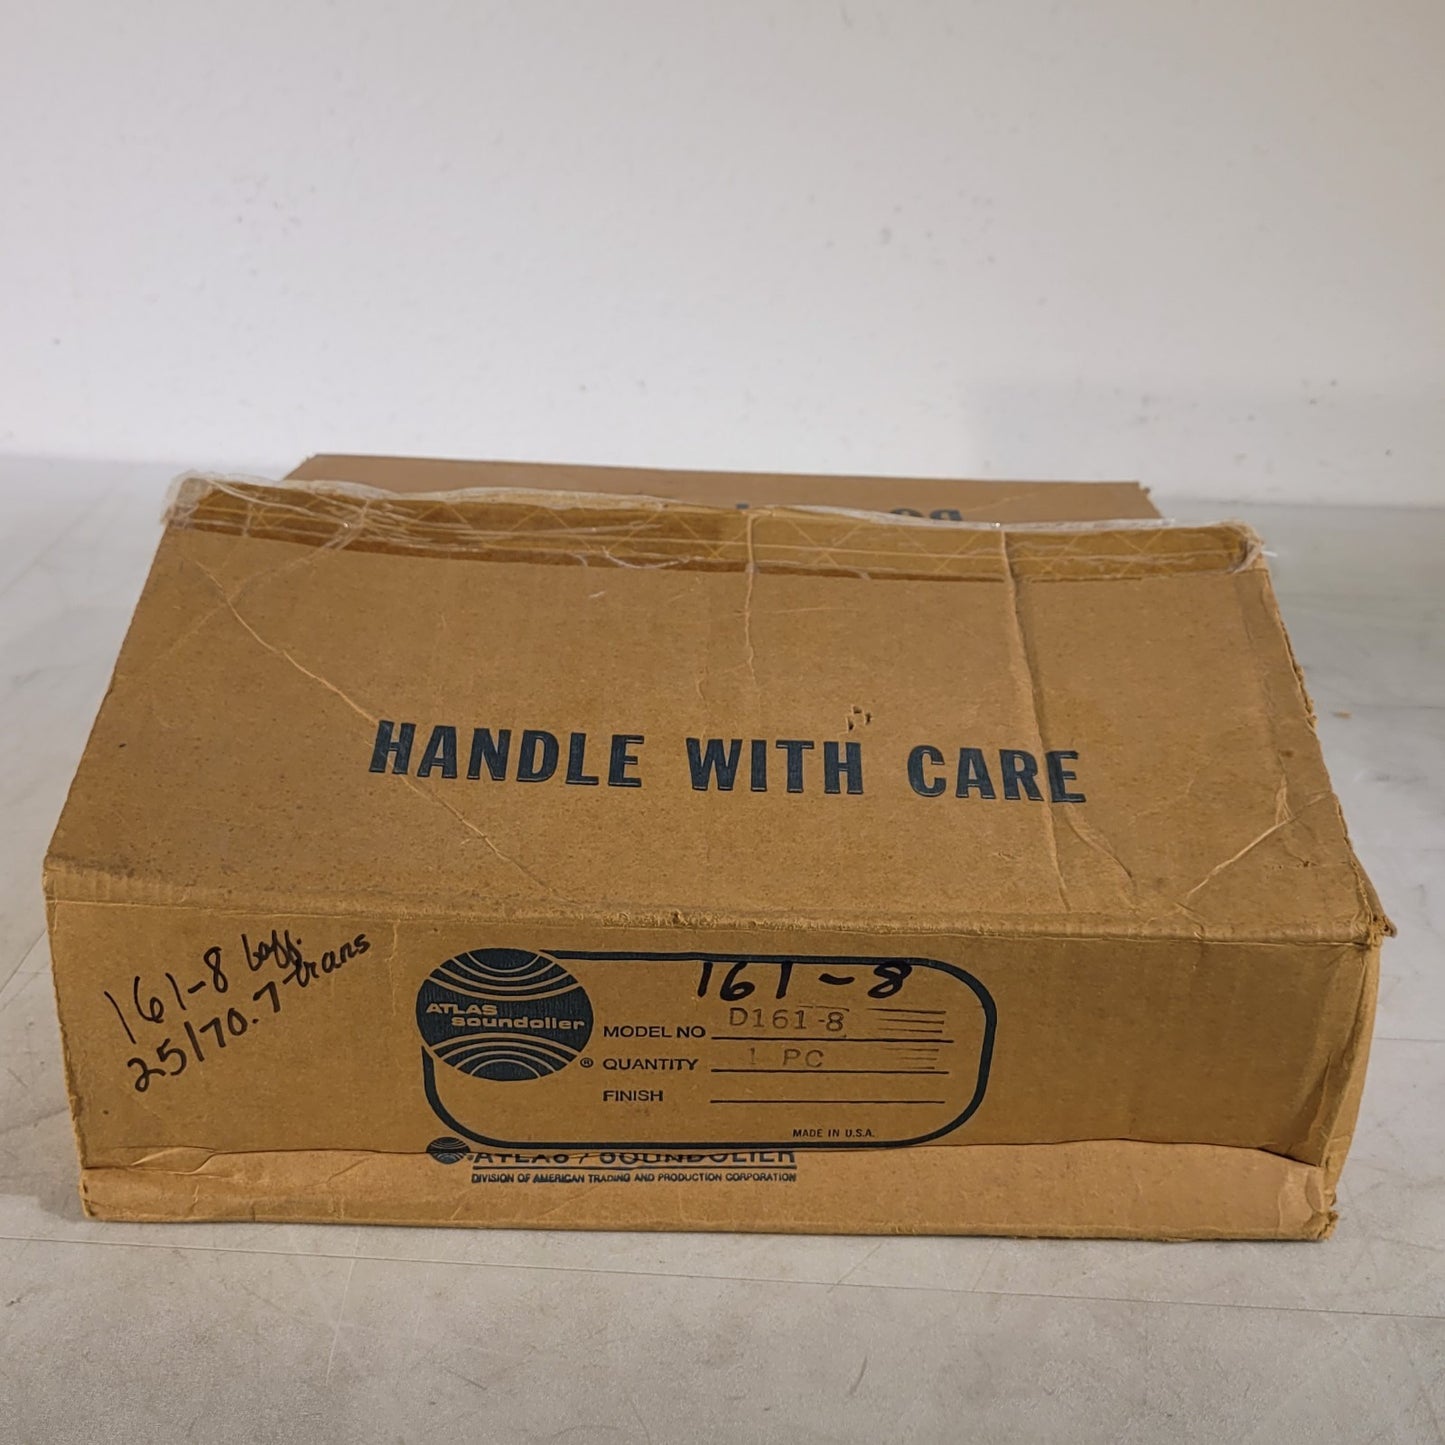 HANDLE WITH CARE
161-8 baff.
25/70.7-trans
161-8
ATLAS
soundolier
®
MODEL NO D161-8
QUANTITY 1 PC
FINISH
MADE IN U.S.A.
ATLAS / SOUNDOLIER
DIVISION OF AMERICAN TRADING AND PRODUCTION CORPORATION